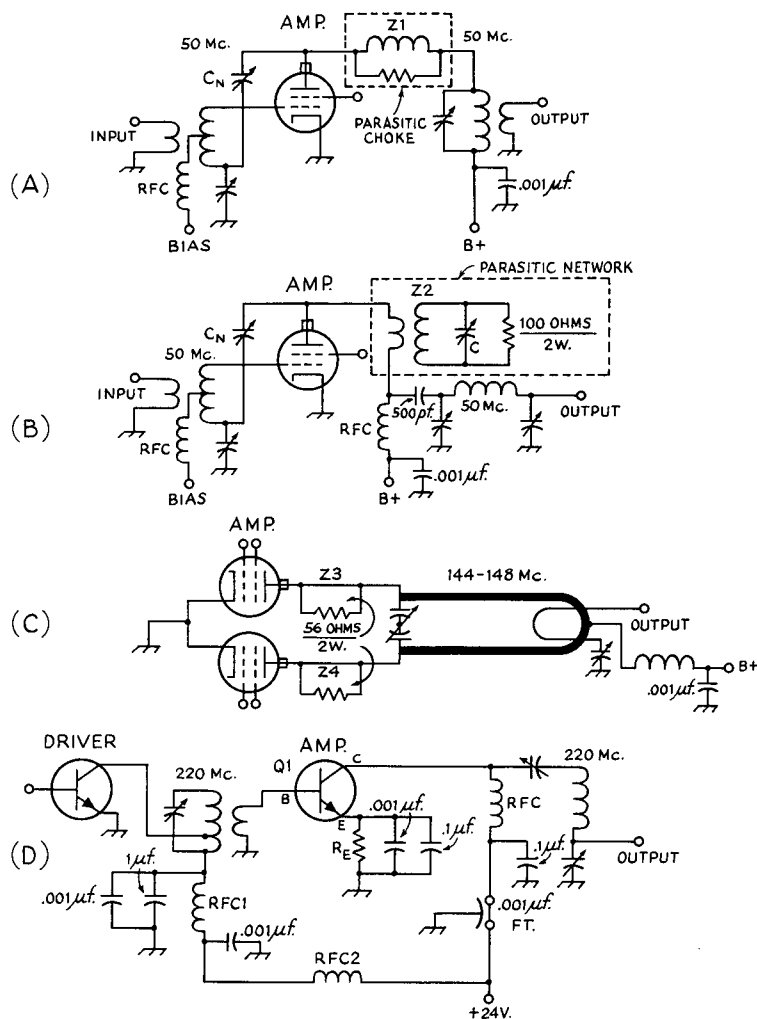 (A)
AMP.
50 Mc.
CN
Z1
50 Mc.
PARASITIC
CHOKE
INPUT
OUTPUT
RFC
BIAS
.001µf.
B+
(B)
PARASITIC NETWORK
AMP.
Z2
CN
C
100 OHMS
2W.
50 Mc.
INPUT
500pf.
50 Mc.
OUTPUT
RFC
RFC
BIAS
.001µf.
B+
(C)
AMP.
Z3
144-148 Mc.
56 OHMS
2W.
Z4
OUTPUT
B+
.001µf.
(D)
DRIVER
AMP.
220 Mc.
Q1
C
B
E
220 Mc.
RFC
.001µf.
.1µf.
RE
.1µf.
OUTPUT
.001µf.
1µf.
RFC1
.001µf.
.001µf.
FT.
RFC2
+24V.